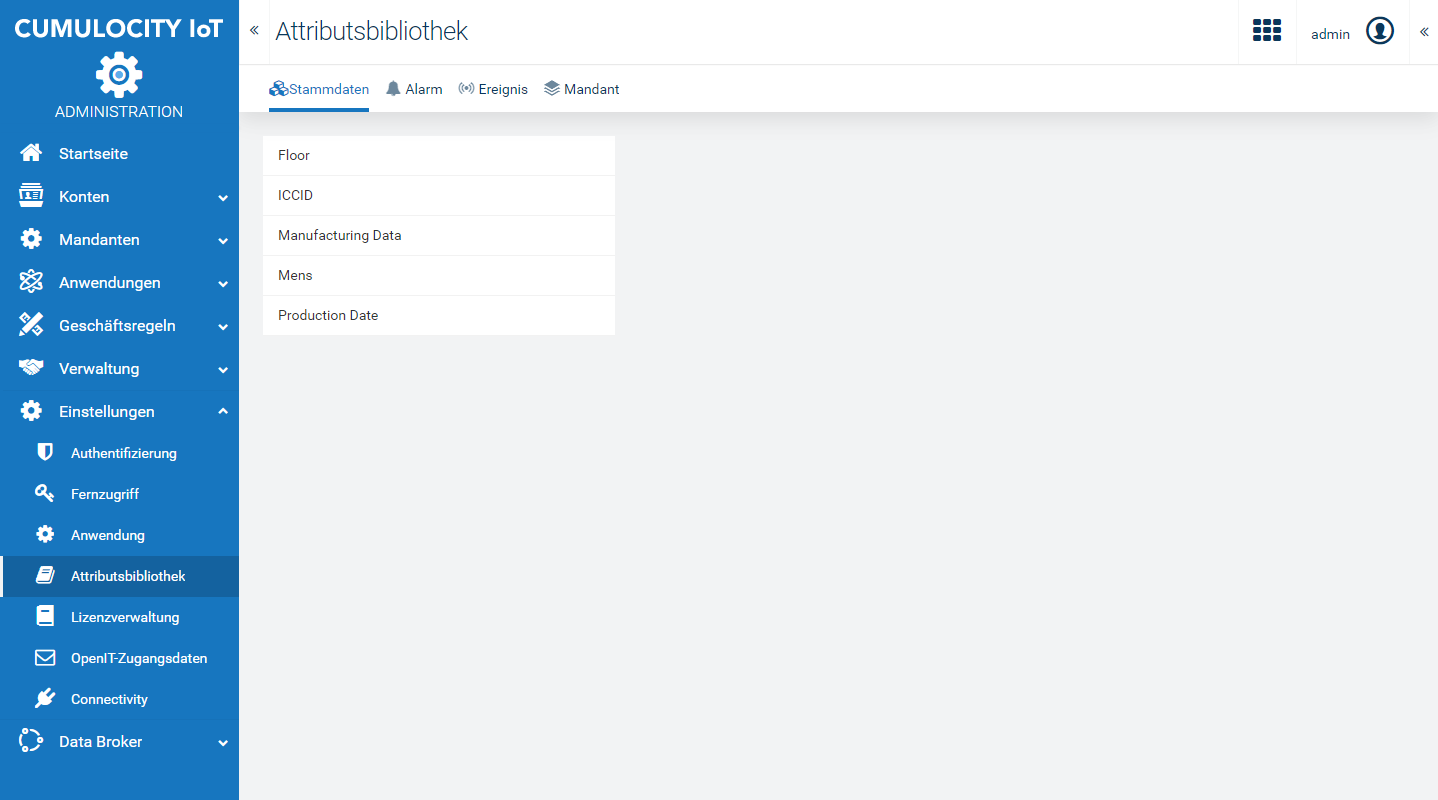 CUMULOCITY IoT
ADMINISTRATION
Startseite
Konten
Mandanten
Anwendungen
Geschäftsregeln
Verwaltung
Einstellungen
Authentifizierung
Fernzugriff
Anwendung
Attributsbibliothek
Lizenzverwaltung
OpenIT-Zugangsdaten
Connectivity
Data Broker
« Attributsbibliothek admin «
Stammdaten Alarm Ereignis Mandant
Floor
ICCID
Manufacturing Data
Mens
Production Date